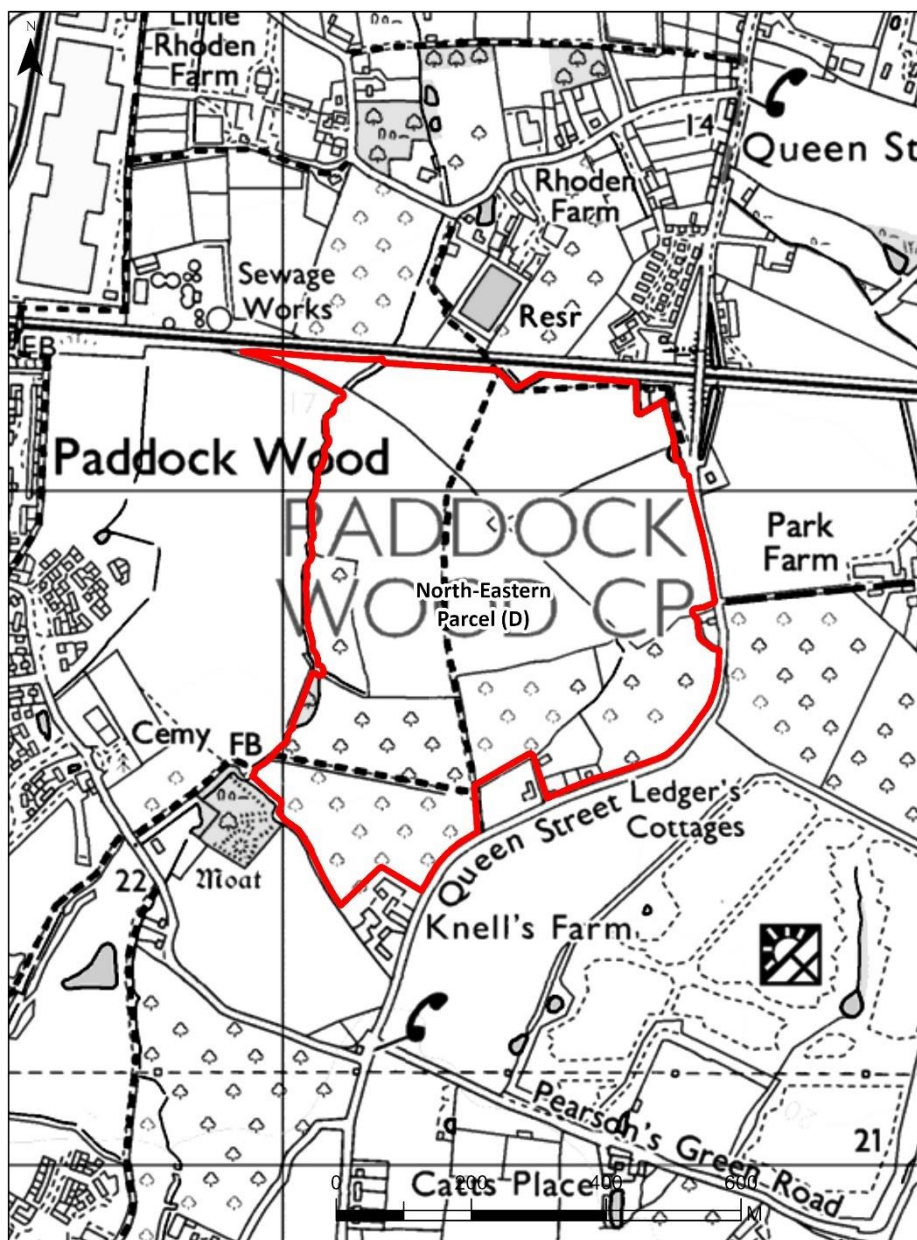 N
Little
Rhoden
Farm
14
Queen St
Rhoden
Farm
Sewage
Works
Resr
FB
17
Paddock Wood
PADDOCK
WOOD CP
North-Eastern
Parcel (D)
Park
Farm
Cemy
FB
Moat
22
Queen Street
Ledger's
Cottages
Knell's Farm
Pearson's Green Road
20
21
Catts Place
0 200 400 600
M